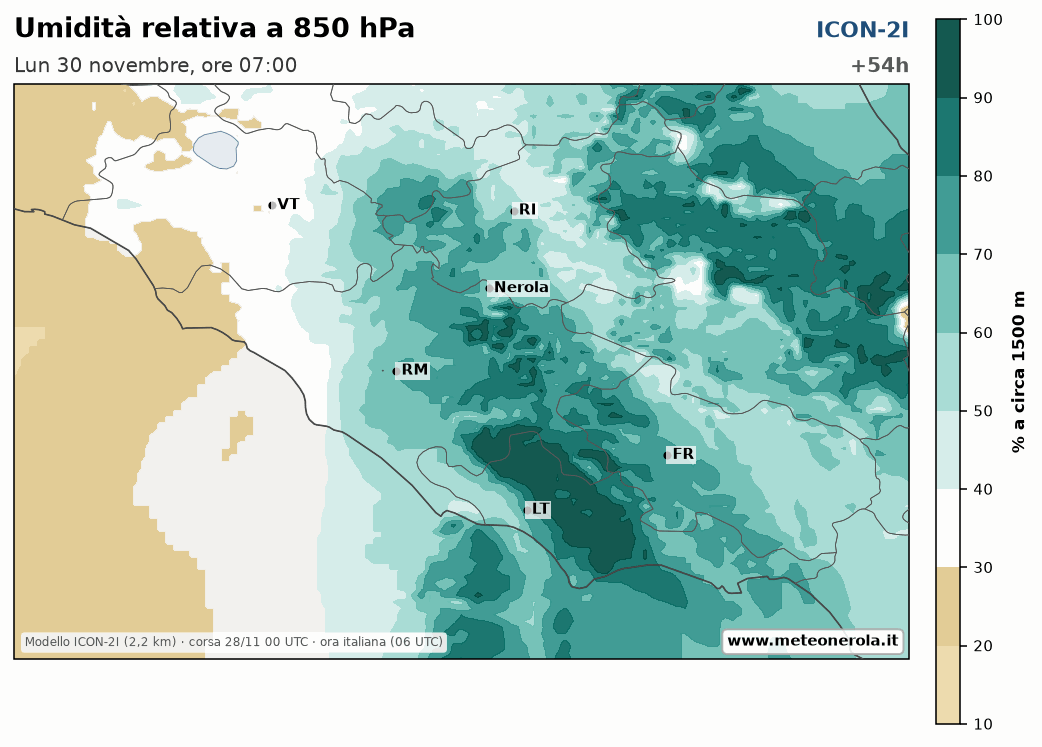 Umidità relativa a 850 hPa
ICON-2I
Lun 30 novembre, ore 07:00
+54h
VT
RI
Nerola
RM
FR
LT
Modello ICON-2I (2,2 km) · corsa 28/11 00 UTC · ora italiana (06 UTC)
www.meteonerola.it
100
90
80
70
60
50
40
30
20
10
% a circa 1500 m